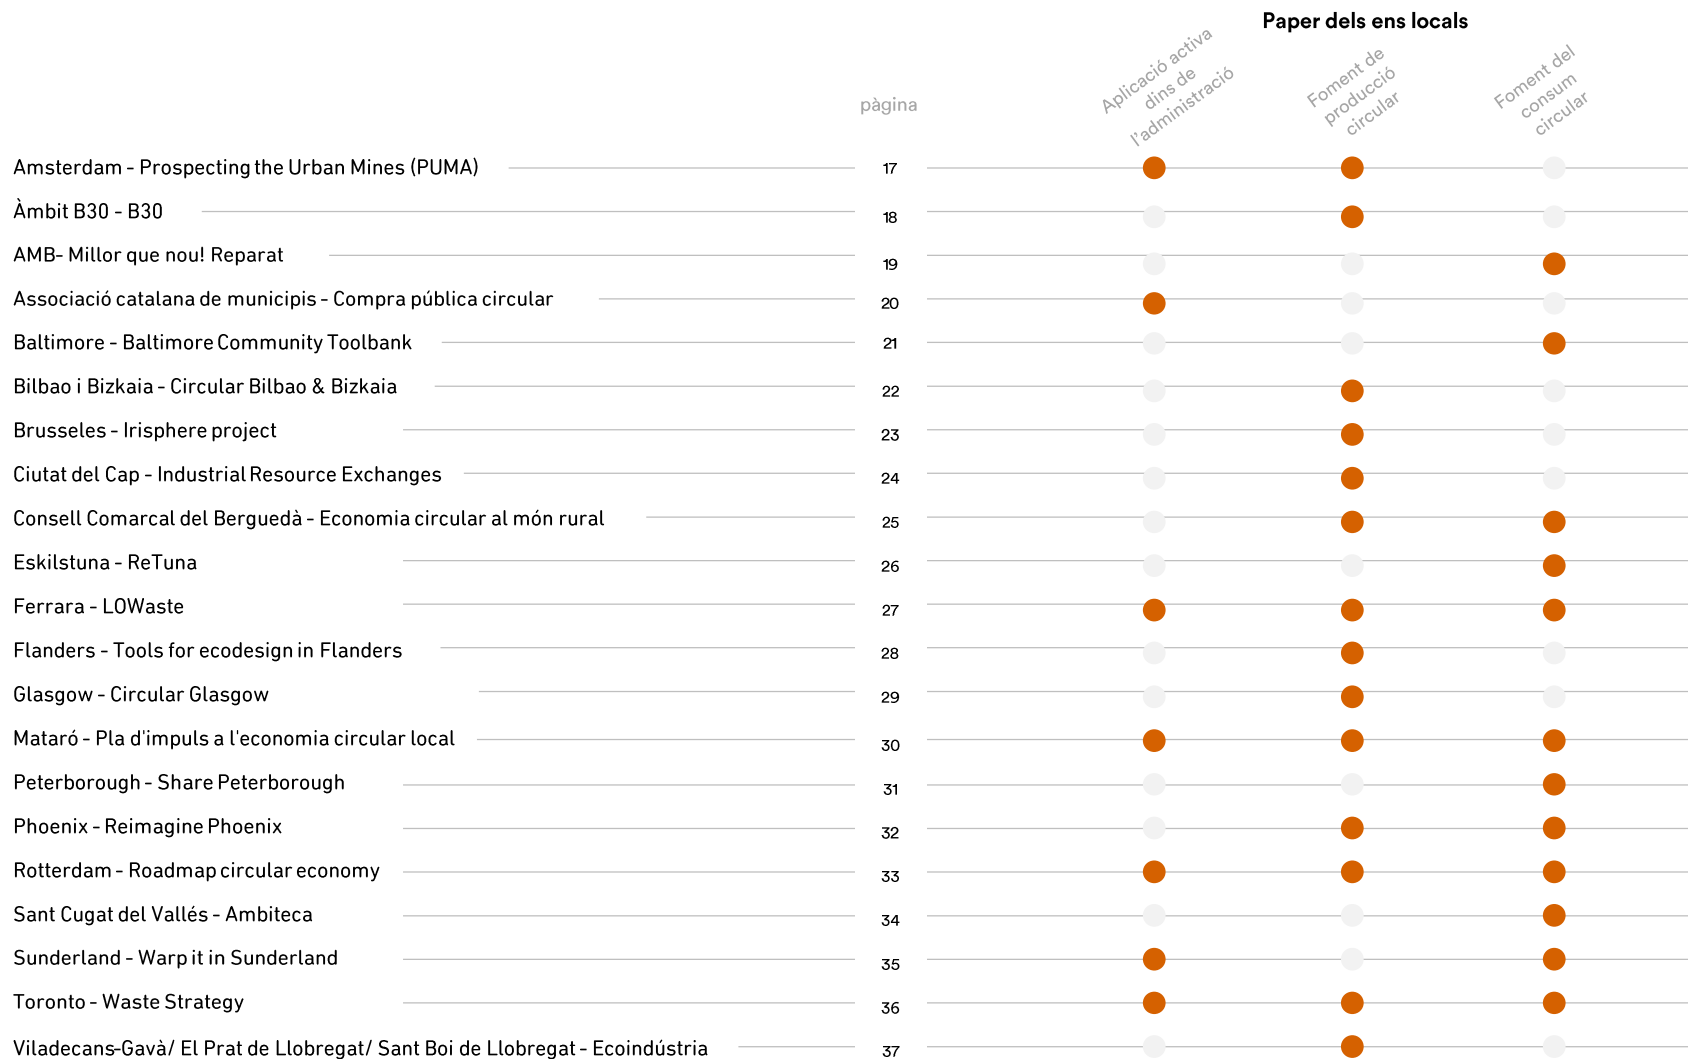 Paper dels ens locals
pàgina
Aplicació activa
dins de
l'administració
Foment de
producció
circular
Foment del
consum
circular
Amsterdam - Prospecting the Urban Mines (PUMA) 17
Àmbit B30 - B30 18
AMB- Millor que nou! Reparat 19
Associació catalana de municipis - Compra pública circular 20
Baltimore - Baltimore Community Toolbank 21
Bilbao i Bizkaia - Circular Bilbao & Bizkaia 22
Brusseles - Irisphere project 23
Ciutat del Cap - Industrial Resource Exchanges 24
Consell Comarcal del Berguedà - Economia circular al món rural 25
Eskilstuna - ReTuna 26
Ferrara - LOWaste 27
Flanders - Tools for ecodesign in Flanders 28
Glasgow - Circular Glasgow 29
Mataró - Pla d'impuls a l'economia circular local 30
Peterborough - Share Peterborough 31
Phoenix - Reimagine Phoenix 32
Rotterdam - Roadmap circular economy 33
Sant Cugat del Vallés - Ambiteca 34
Sunderland - Warp it in Sunderland 35
Toronto - Waste Strategy 36
Viladecans-Gavà/ El Prat de Llobregat/ Sant Boi de Llobregat - Ecoindústria 37